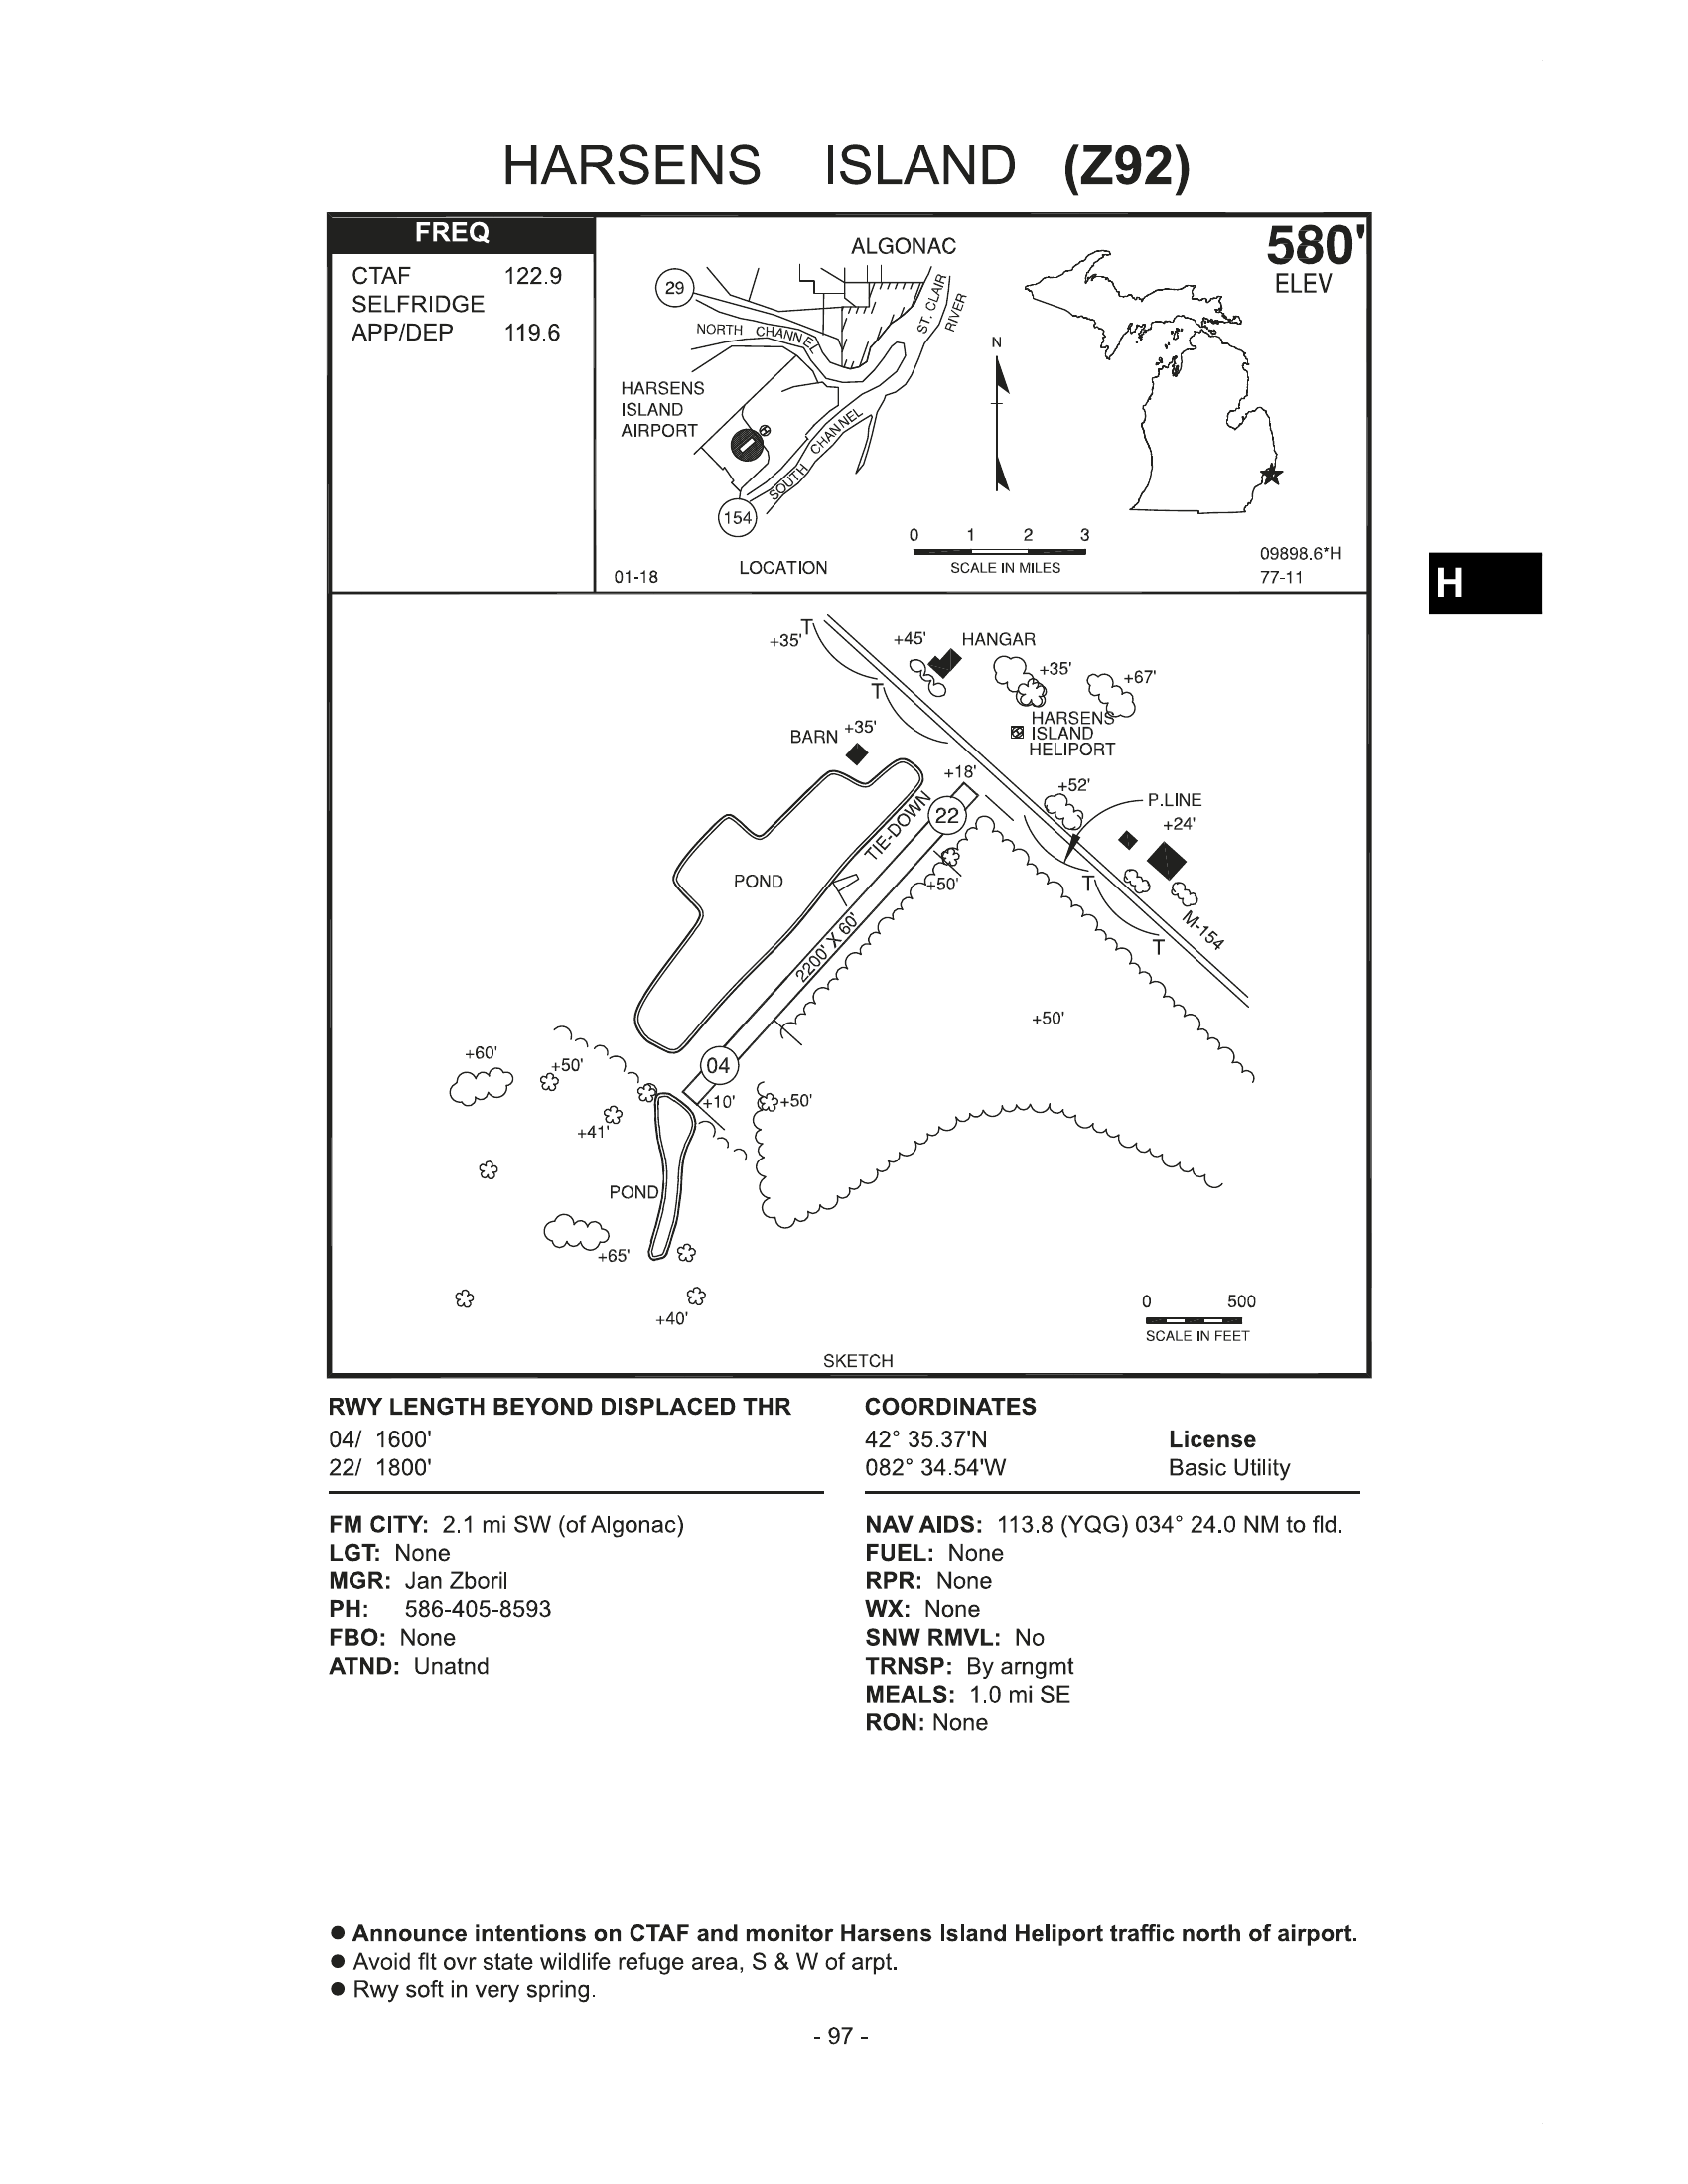 HARSENS ISLAND (Z92)
FREQ
CTAF 122.9
SELFRIDGE
APP/DEP 119.6
ALGONAC
29
NORTH CHANNEL
ST. CLAIR
RIVER
HARSENS
ISLAND
AIRPORT
SOUTH CHANNEL
154
N
580'
ELEV
0 1 2 3
SCALE IN MILES
LOCATION
01-18
09898.6*H
77-11
H
+35'
T
+45'
HANGAR
+35'
+67'
T
HARSENS
ISLAND
HELIPORT
BARN
+35'
+18'
+52'
P.LINE
+24'
22
TIE-DOWN
POND
+50'
T
M-154
T
2200' X 60'
+50'
04
+60'
+50'
+10'
+50'
+41'
POND
+65'
+40'
0 500
SCALE IN FEET
SKETCH
RWY LENGTH BEYOND DISPLACED THR
04/ 1600'
22/ 1800'
COORDINATES
42° 35.37'N
082° 34.54'W
License
Basic Utility
FM CITY: 2.1 mi SW (of Algonac)
LGT: None
MGR: Jan Zboril
PH: 586-405-8593
FBO: None
ATND: Unatnd
NAV AIDS: 113.8 (YQG) 034° 24.0 NM to fld.
FUEL: None
RPR: None
WX: None
SNW RMVL: No
TRNSP: By arngmt
MEALS: 1.0 mi SE
RON: None
● Announce intentions on CTAF and monitor Harsens Island Heliport traffic north of airport.
● Avoid flt ovr state wildlife refuge area, S & W of arpt.
● Rwy soft in very spring.
- 97 -